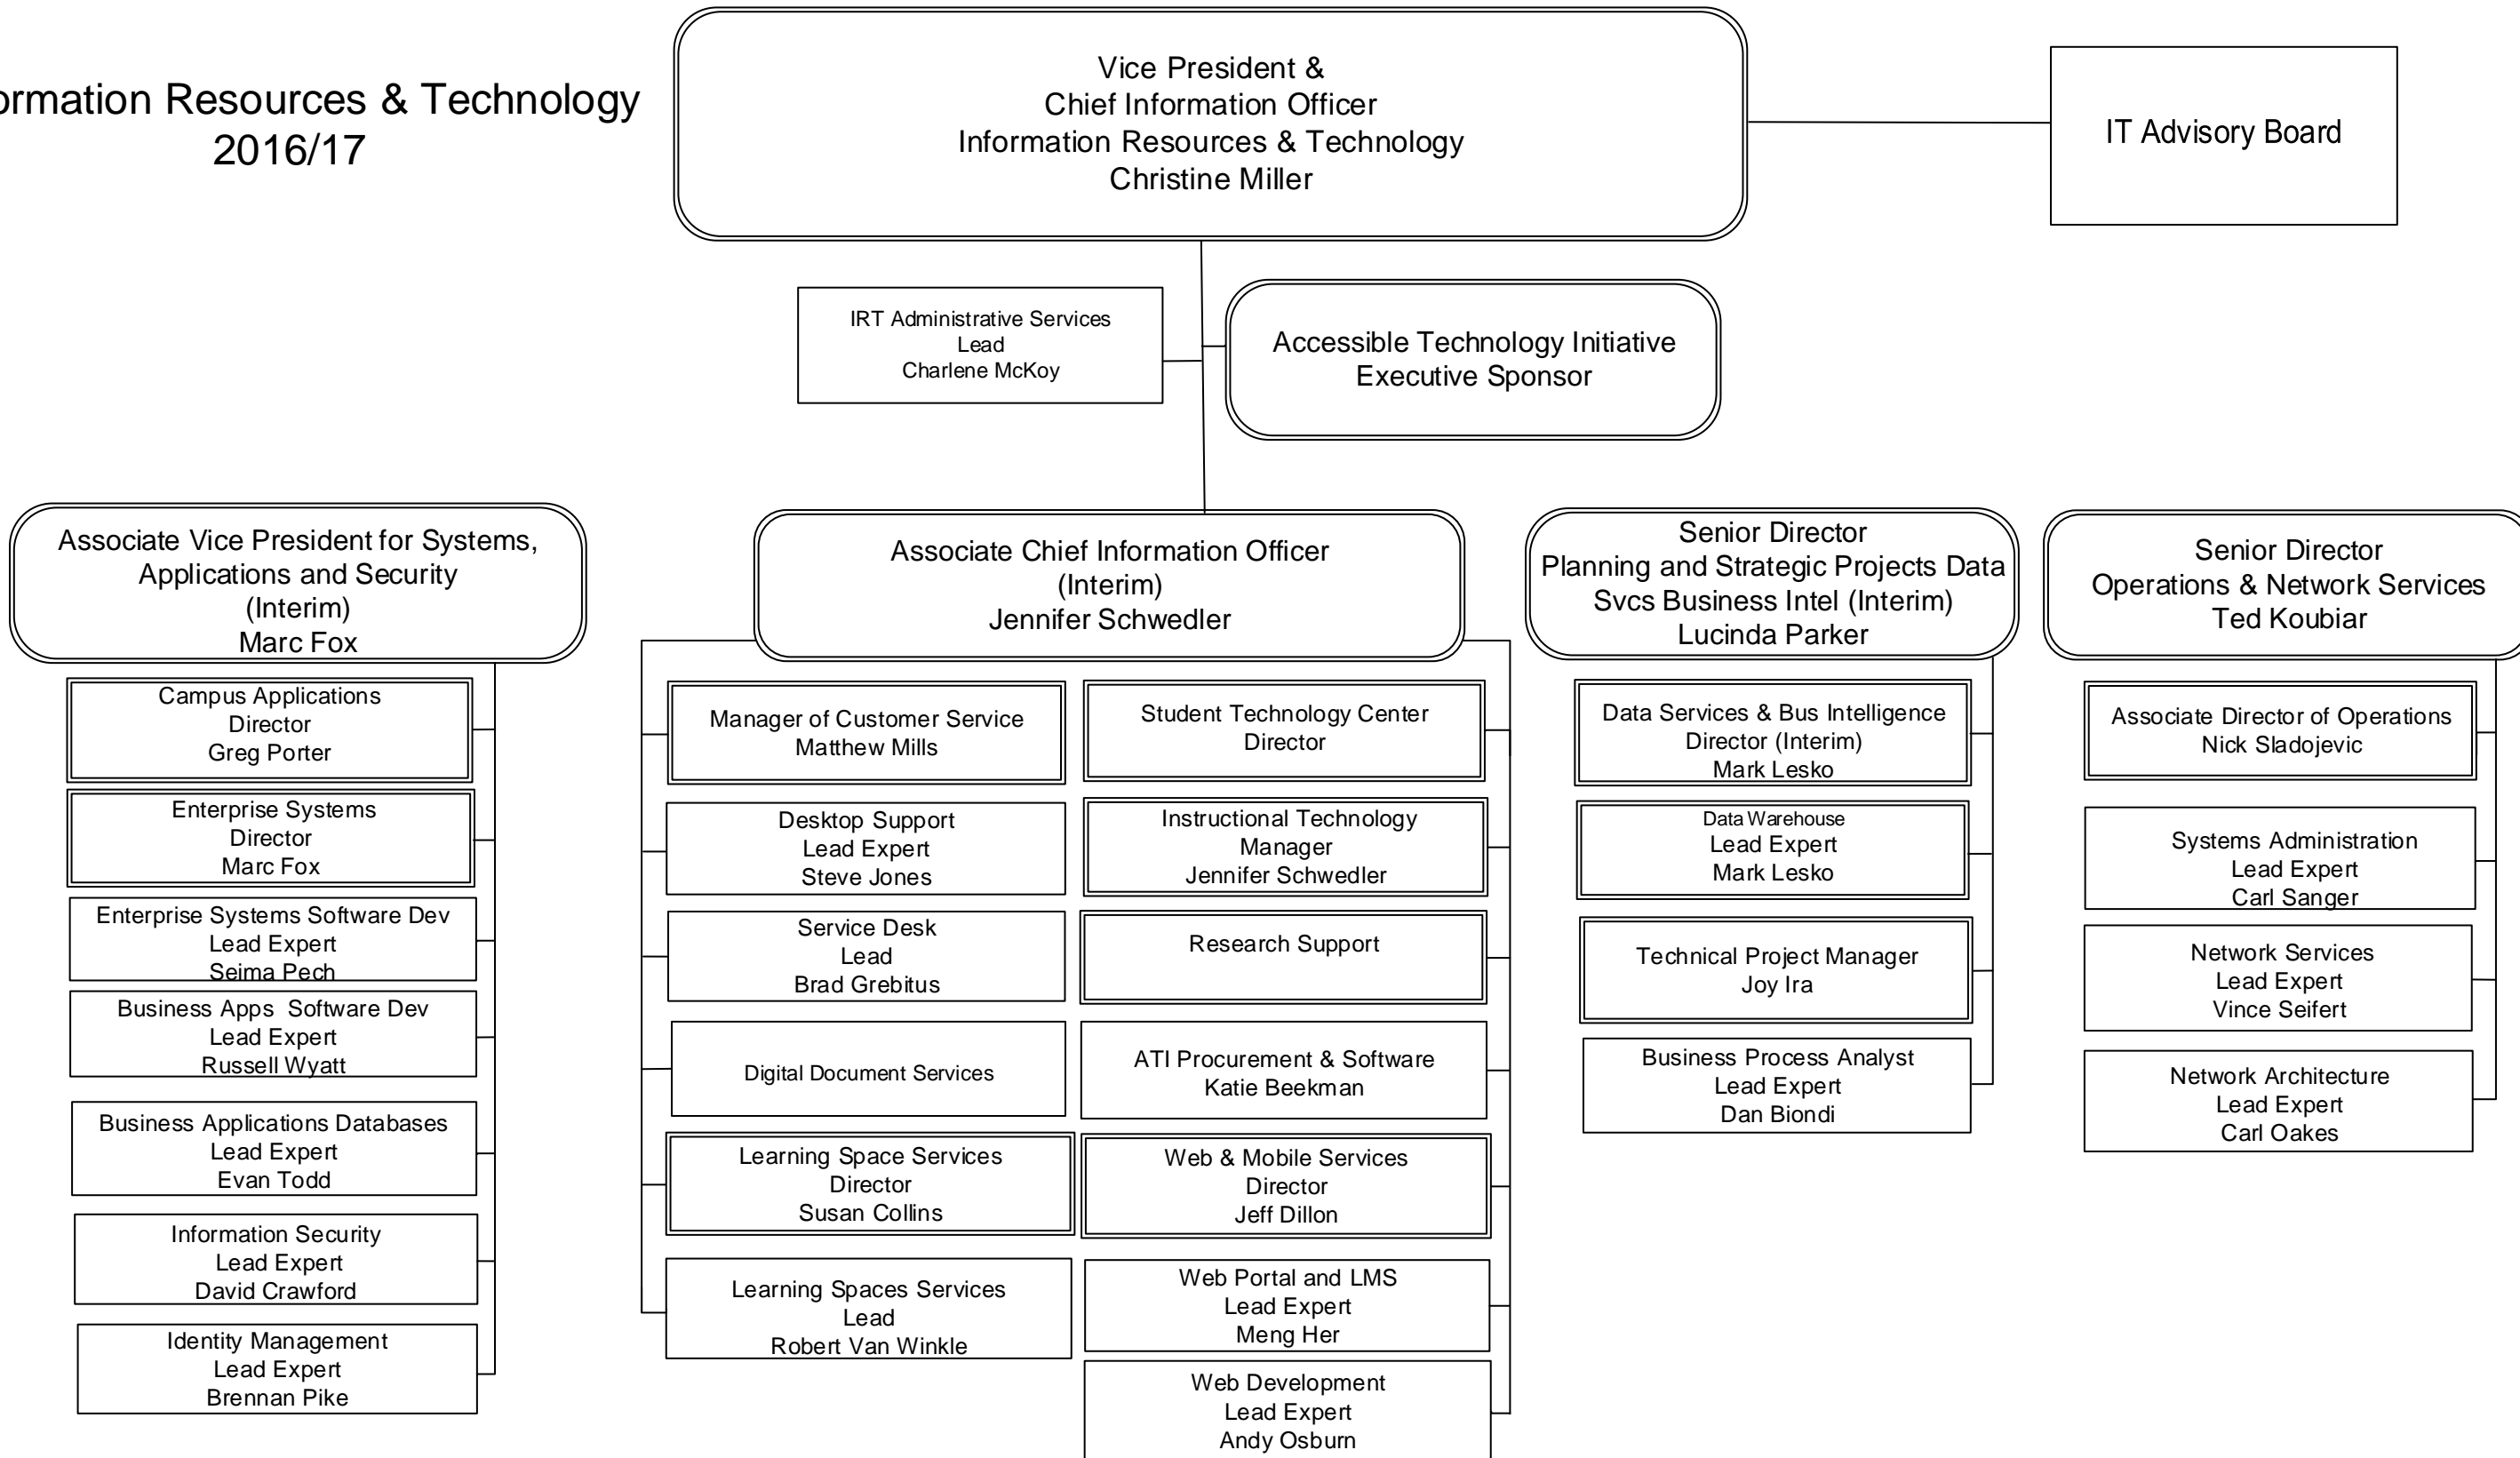 ormation Resources & Technology
2016/17
Vice President &
Chief Information Officer
Information Resources & Technology
Christine Miller
IT Advisory Board
IRT Administrative Services
Lead
Charlene McKoy
Accessible Technology Initiative
Executive Sponsor
Associate Vice President for Systems,
Applications and Security
(Interim)
Marc Fox
Campus Applications
Director
Greg Porter
Enterprise Systems
Director
Marc Fox
Enterprise Systems Software Dev
Lead Expert
Seima Pech
Business Apps Software Dev
Lead Expert
Russell Wyatt
Business Applications Databases
Lead Expert
Evan Todd
Information Security
Lead Expert
David Crawford
Identity Management
Lead Expert
Brennan Pike
Associate Chief Information Officer
(Interim)
Jennifer Schwedler
Manager of Customer Service
Matthew Mills
Desktop Support
Lead Expert
Steve Jones
Service Desk
Lead
Brad Grebitus
Digital Document Services
Learning Space Services
Director
Susan Collins
Learning Spaces Services
Lead
Robert Van Winkle
Student Technology Center
Director
Instructional Technology
Manager
Jennifer Schwedler
Research Support
ATI Procurement & Software
Katie Beekman
Web & Mobile Services
Director
Jeff Dillon
Web Portal and LMS
Lead Expert
Meng Her
Web Development
Lead Expert
Andy Osburn
Senior Director
Planning and Strategic Projects Data
Svcs Business Intel (Interim)
Lucinda Parker
Data Services & Bus Intelligence
Director (Interim)
Mark Lesko
Data Warehouse
Lead Expert
Mark Lesko
Technical Project Manager
Joy Ira
Business Process Analyst
Lead Expert
Dan Biondi
Senior Director
Operations & Network Services
Ted Koubiar
Associate Director of Operations
Nick Sladojevic
Systems Administration
Lead Expert
Carl Sanger
Network Services
Lead Expert
Vince Seifert
Network Architecture
Lead Expert
Carl Oakes